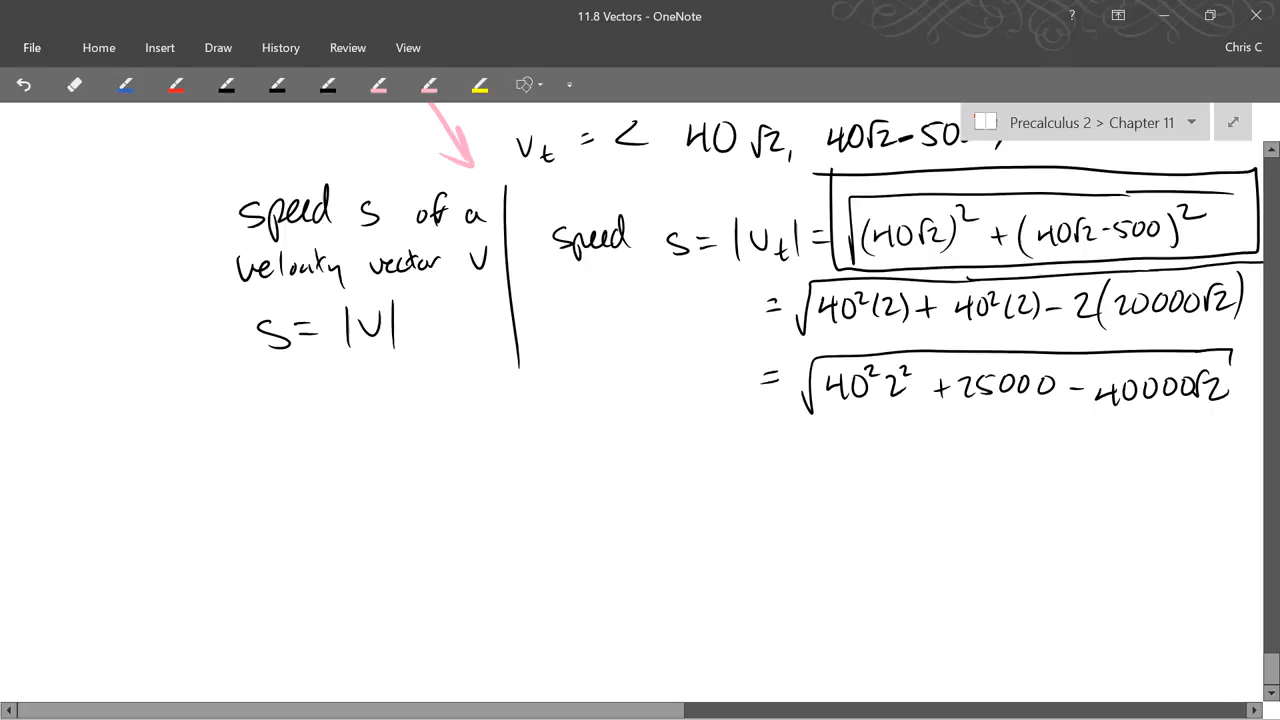 11.8 Vectors - OneNote
?
File Home Insert Draw History Review View
Chris C
Precalculus 2 > Chapter 11
v_t = < 40√2, 40√2-50
speed s of a
velocity vector v
s = |v|
speed s = |v_t| = √((40√2)² + (40√2-500)²)
= √(40²(2) + 40²(2) - 2(20000√2))
= √(40² 2² + 25000 - 40000√2)